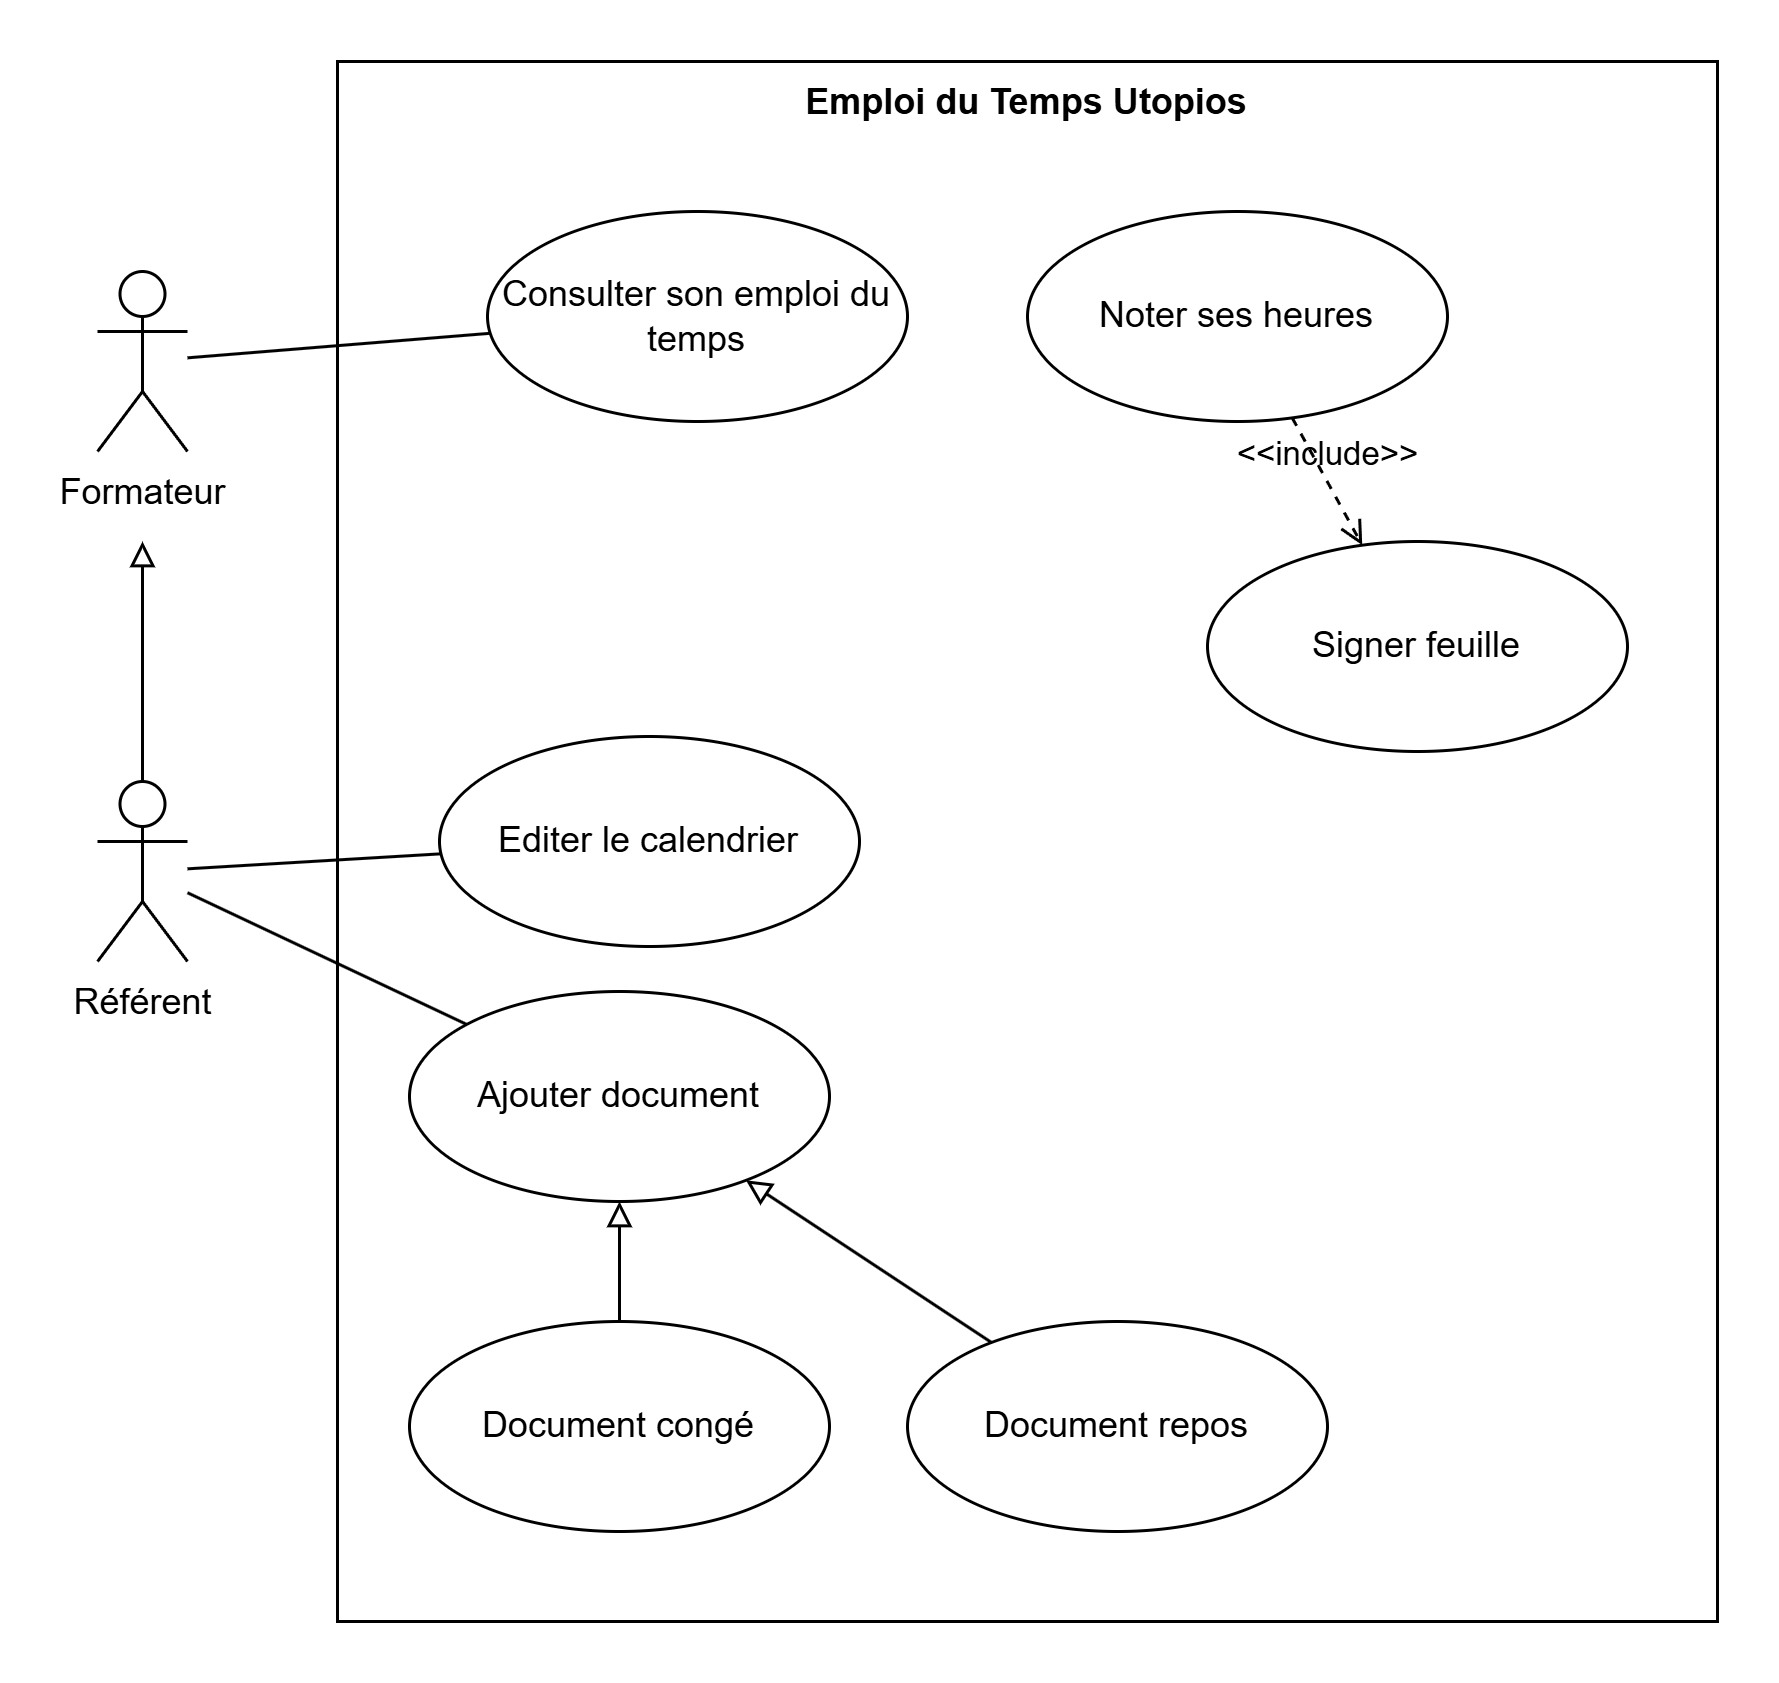 Emploi du Temps Utopios
Consulter son emploi du
temps
Noter ses heures
<<include>>
Formateur
Signer feuille
Editer le calendrier
Référent
Ajouter document
Document congé
Document repos